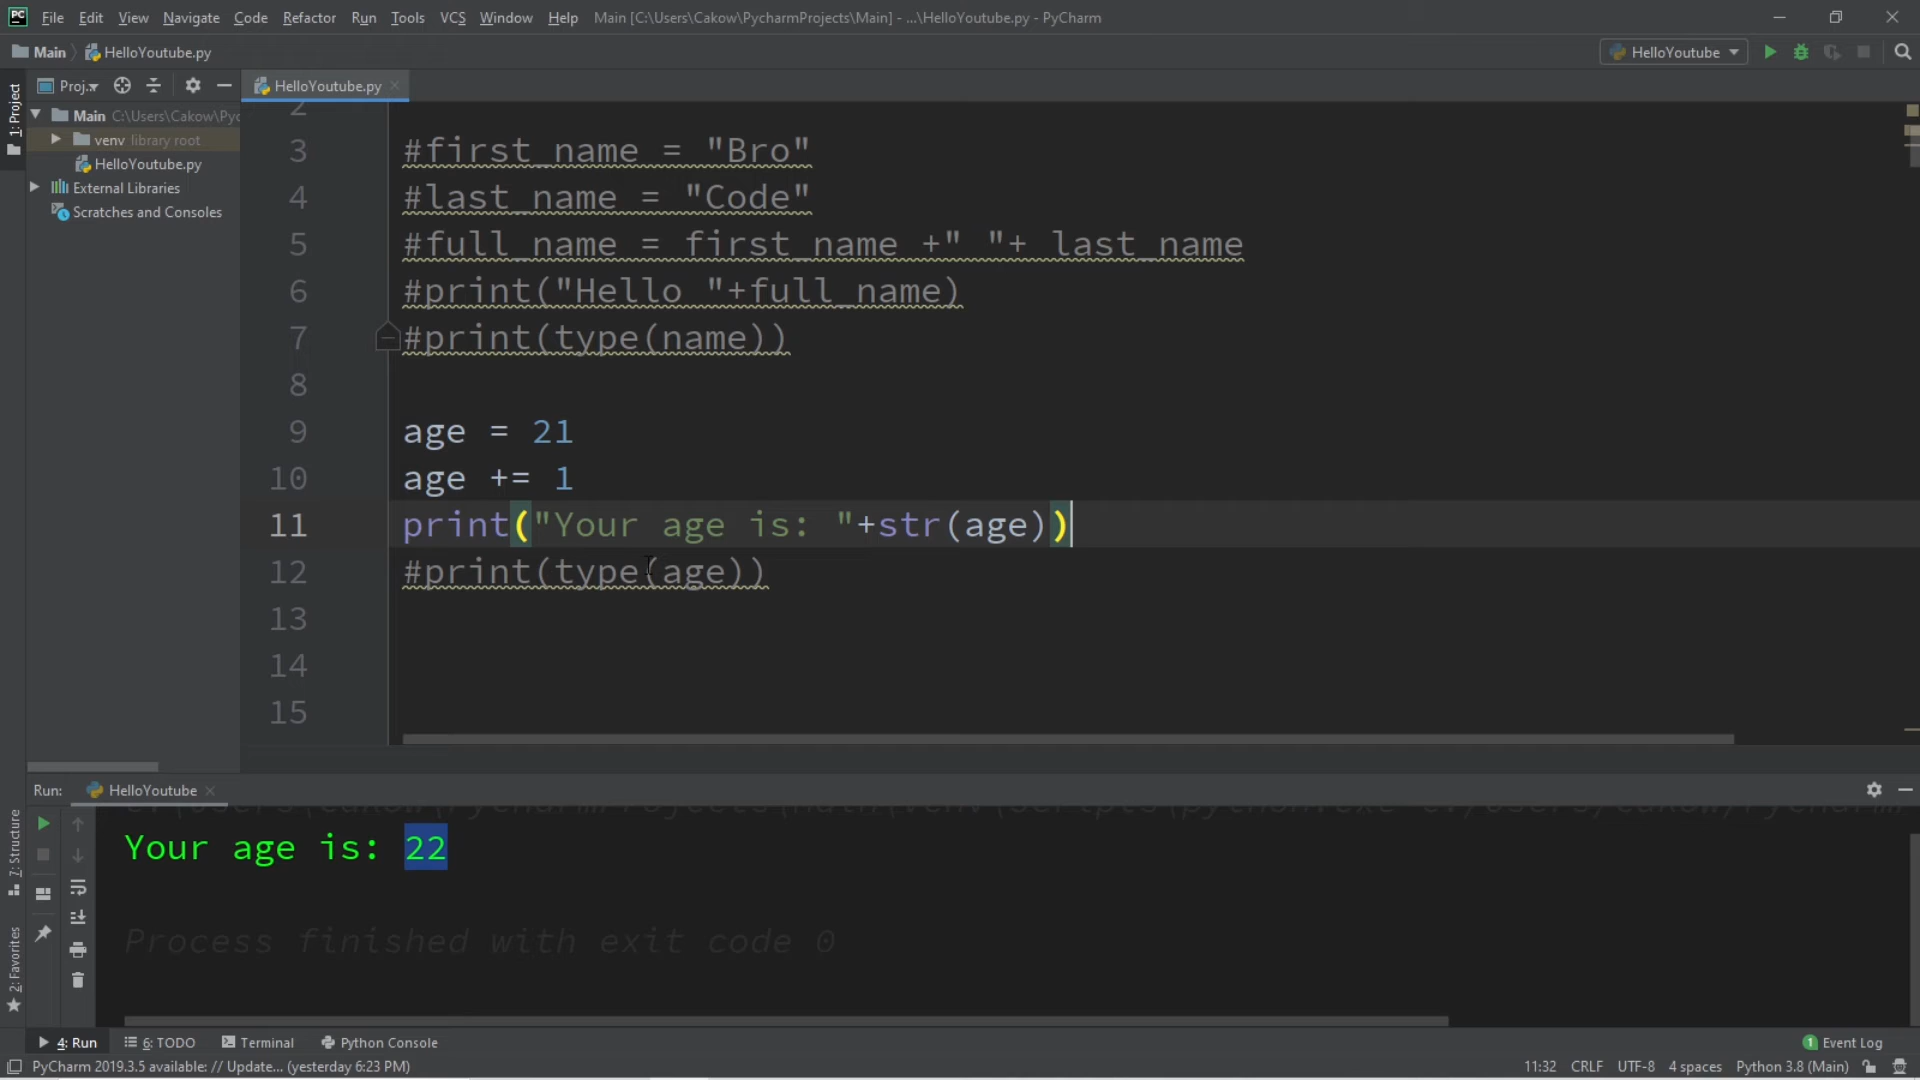 PC File Edit View Navigate Code Refactor Run Tools VCS Window Help Main [C:\Users\Cakow\PycharmProjects\Main] - ...\HelloYoutube.py - PyCharm
Main HelloYoutube.py HelloYoutube
Proj... HelloYoutube.py
1: Project
Main C:\Users\Cakow\Pyc
venv library root
HelloYoutube.py
External Libraries
Scratches and Consoles
2
3 #first_name = "Bro"
4 #last_name = "Code"
5 #full_name = first_name +" "+ last_name
6 #print("Hello "+full_name)
7 #print(type(name))
8
9 age = 21
10 age += 1
11 print("Your age is: "+str(age))
12 #print(type(age))
13
14
15
Run: HelloYoutube
7: Structure
2: Favorites
Your age is: 22
Process finished with exit code 0
4: Run 6: TODO Terminal Python Console 1 Event Log
PyCharm 2019.3.5 available: // Update... (yesterday 6:23 PM) 11:32 CRLF UTF-8 4 spaces Python 3.8 (Main)